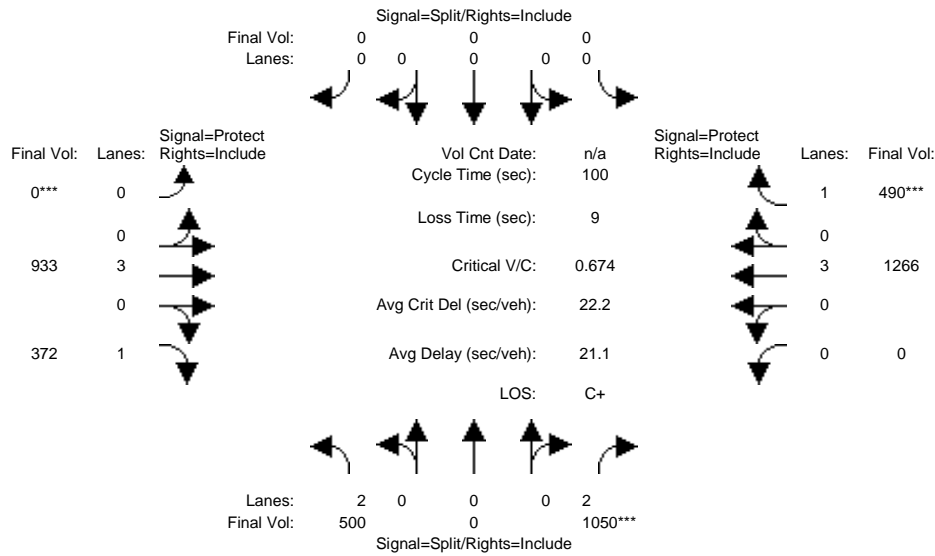 Signal=Split/Rights=Include
Final Vol: 0 0 0
Lanes: 0 0 0 0 0
Signal=Protect Signal=Protect
Final Vol: Lanes: Rights=Include Vol Cnt Date: n/a Rights=Include Lanes: Final Vol:
Cycle Time (sec): 100
0*** 0 1 490***
Loss Time (sec): 9
0 0
933 3 Critical V/C: 0.674 3 1266
0 Avg Crit Del (sec/veh): 22.2 0
372 1 Avg Delay (sec/veh): 21.1 0 0
LOS: C+
Lanes: 2 0 0 0 2
Final Vol: 500 0 1050***
Signal=Split/Rights=Include